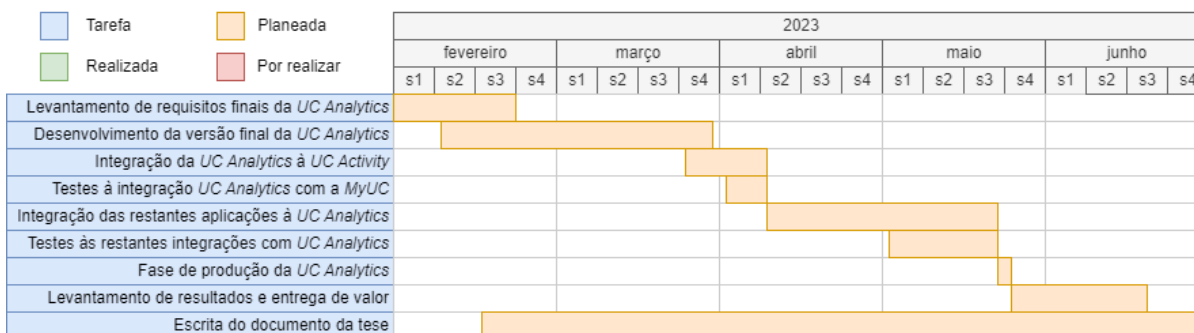 Tarefa Planeada
Realizada Por realizar
2023
fevereiro março abril maio junho
s1 s2 s3 s4 s1 s2 s3 s4 s1 s2 s3 s4 s1 s2 s3 s4 s1 s2 s3 s4
Levantamento de requisitos finais da UC Analytics
Desenvolvimento da versão final da UC Analytics
Integração da UC Analytics à UC Activity
Testes à integração UC Analytics com a MyUC
Integração das restantes aplicações à UC Analytics
Testes às restantes integrações com UC Analytics
Fase de produção da UC Analytics
Levantamento de resultados e entrega de valor
Escrita do documento da tese